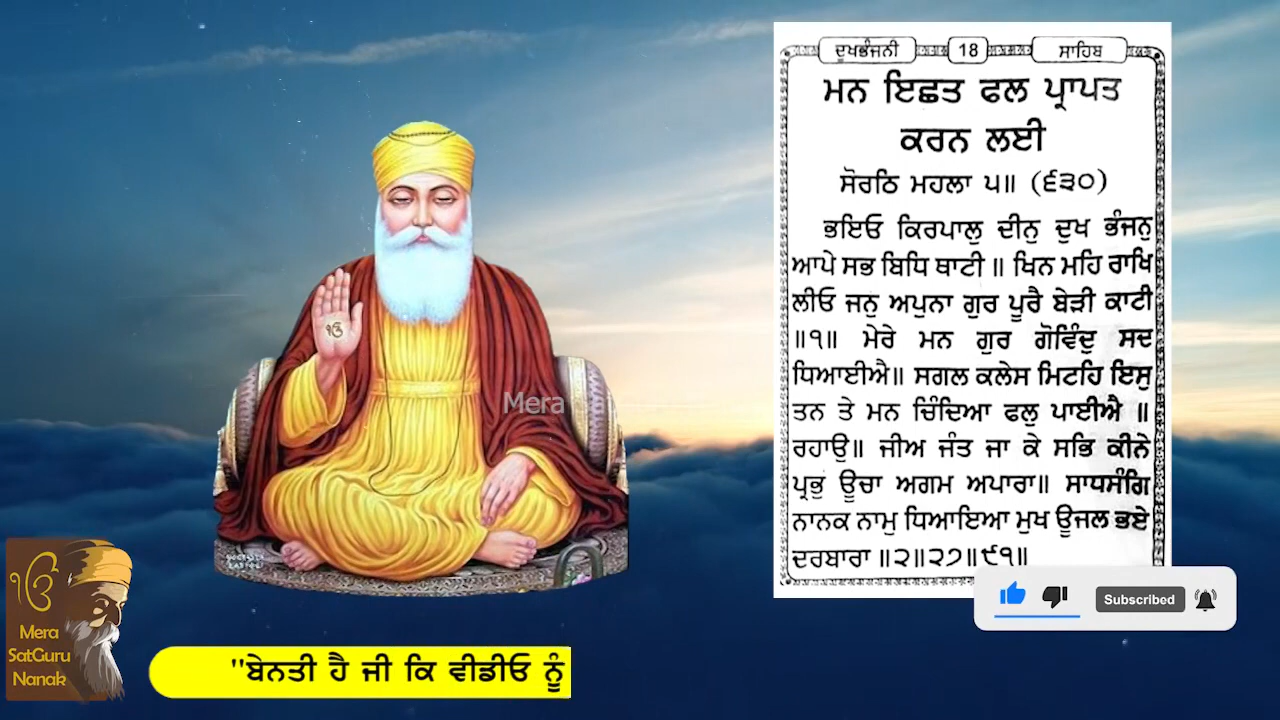 ਦੁਖਭੰਜਨੀ 18 ਸਾਹਿਬ
ਮਨ ਇਛਤ ਫਲ ਪ੍ਰਾਪਤ
ਕਰਨ ਲਈ
ਸੋਰਠਿ ਮਹਲਾ ੫॥ (੬੩੦)
ਭਇਓ ਕਿਰਪਾਲੁ ਦੀਨੁ ਦੁਖ ਭੰਜਨੁ
ਆਪੇ ਸਭ ਬਿਧਿ ਥਾਟੀ ॥ ਖਿਨ ਮਹਿ ਰਾਖਿ
ਲੀਓ ਜਨੁ ਅਪੁਨਾ ਗੁਰ ਪੂਰੈ ਬੇੜੀ ਕਾਟੀ
॥੧॥ ਮੇਰੇ ਮਨ ਗੁਰ ਗੋਵਿੰਦੁ ਸਦ
ਧਿਆਈਐ॥ ਸਗਲ ਕਲੇਸ ਮਿਟਹਿ ਇਸੁ
ਤਨ ਤੇ ਮਨ ਚਿੰਦਿਆ ਫਲੁ ਪਾਈਐ ॥
ਰਹਾਉ॥ ਜੀਅ ਜੰਤ ਜਾ ਕੇ ਸਭਿ ਕੀਨੇ
ਪ੍ਰਭੁ ਊਚਾ ਅਗਮ ਅਪਾਰਾ॥ ਸਾਧਸੰਗਿ
ਨਾਨਕ ਨਾਮੁ ਧਿਆਇਆ ਮੁਖ ਊਜਲ ਭਏ
ਦਰਬਾਰਾ ॥੨॥੨੭॥੯੧॥
ੴ
Mera
ੴ
Mera
SatGuru
Nanak
"ਬੇਨਤੀ ਹੈ ਜੀ ਕਿ ਵੀਡੀਓ ਨੂੰ
Subscribed